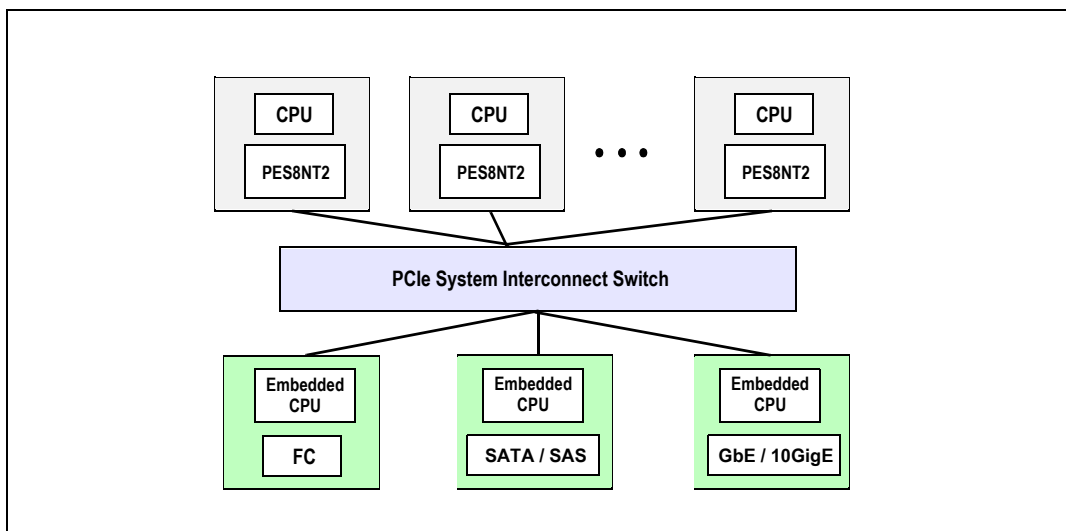 CPU
CPU
CPU
PES8NT2
PES8NT2
• • •
PES8NT2
PCIe System Interconnect Switch
Embedded
CPU
Embedded
CPU
Embedded
CPU
FC
SATA / SAS
GbE / 10GigE